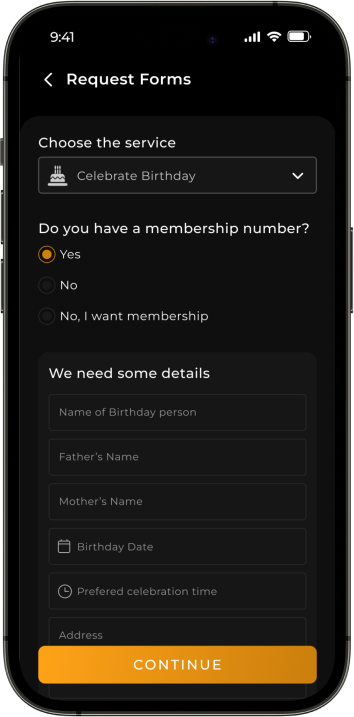 9:41
Request Forms
Choose the service
Celebrate Birthday
Do you have a membership number?
Yes
No
No, I want membership
We need some details
Name of Birthday person
Father's Name
Mother's Name
Birthday Date
Prefered celebration time
Address
CONTINUE